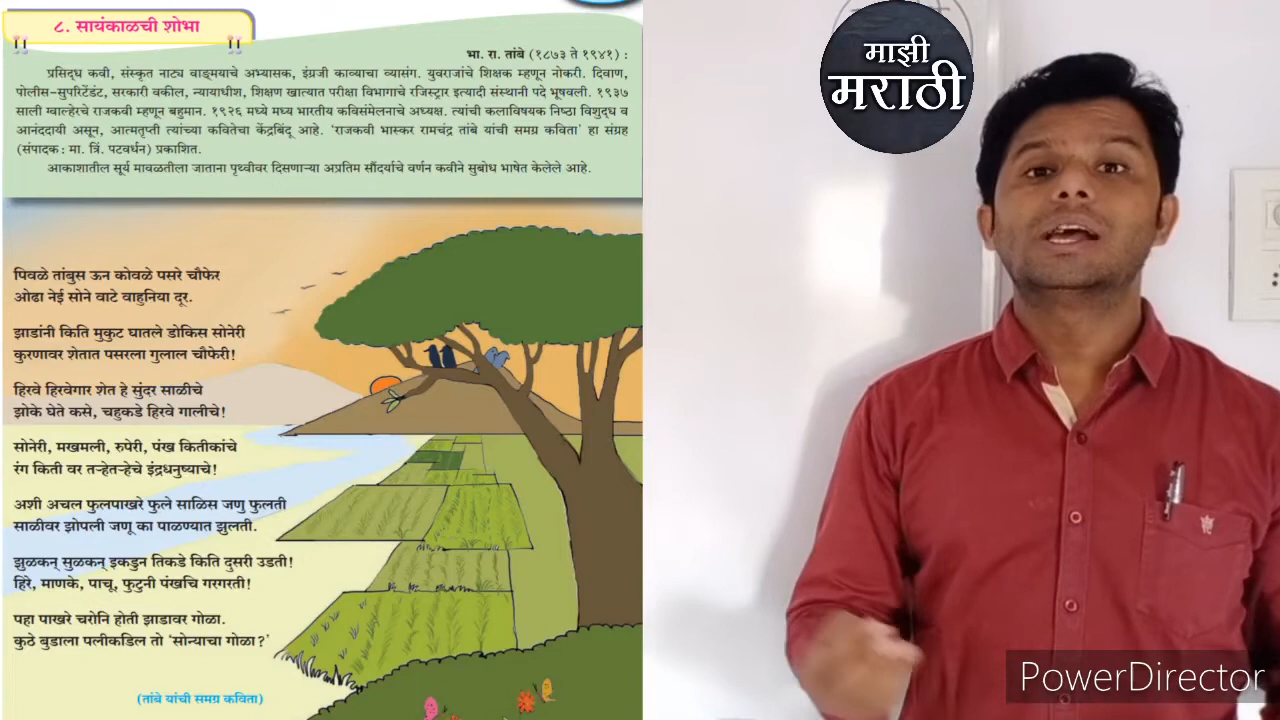 ८. सायंकाळची शोभा
भा. रा. तांबे (१८७३ ते १९४१) :
प्रसिद्ध कवी, संस्कृत नाट्य वाङ्मयाचे अभ्यासक, इंग्रजी काव्याचा व्यासंग. युवराजांचे शिक्षक म्हणून नोकरी. दिवाण,
पोलीस-सुपरिटेंडंट, सरकारी वकील, न्यायाधीश, शिक्षण खात्यात परीक्षा विभागाचे रजिस्ट्रार इत्यादी संस्थानी पदे भूषवली. १९३७
साली ग्वाल्हेरचे राजकवी म्हणून बहुमान. १९२६ मध्ये मध्य भारतीय कविसंमेलनाचे अध्यक्ष. त्यांची कलाविषयक निष्ठा विशुद्ध व
आनंददायी असून, आत्मतृप्ती त्यांच्या कवितेचा केंद्रबिंदू आहे. ‘राजकवी भास्कर रामचंद्र तांबे यांची समग्र कविता’ हा संग्रह
(संपादक: मा. त्रिं. पटवर्धन) प्रकाशित.
आकाशातील सूर्य मावळतीला जाताना पृथ्वीवर दिसणाऱ्या अप्रतिम सौंदर्याचे वर्णन कवीने सुबोध भाषेत केलेले आहे.
पिवळे तांबुस ऊन कोवळे पसरे चौफेर
ओढा नेई सोने वाटे वाहुनिया दूर.
झाडांनी किति मुकुट घातले डोकिस सोनेरी
कुरणावर शेतात पसरला गुलाल चौफेरी!
हिरवे हिरवेगार शेत हे सुंदर साळीचे
झोके घेते कसे, चहुकडे हिरवे गालीचे!
सोनेरी, मखमली, रुपेरी, पंख कितीकांचे
रंग किती वर तऱ्हेतऱ्हेचे इंद्रधनुष्याचे!
अशी अचल फुलपाखरे फुले साळिस जणु फुलती
साळीवर झोपली जणू का पाळण्यात झुलती.
झुळकन् सुळकन् इकडुन तिकडे किति दुसरी उडती!
हिरे, माणके, पाचू, फुटुनी पंखचि गरगरती!
पहा पाखरे चरोनि होती झाडावर गोळा.
कुठे बुडाला पलीकडिल तो ‘सोन्याचा गोळा?’
(तांबे यांची समग्र कविता)
माझी
मराठी
PowerDirector